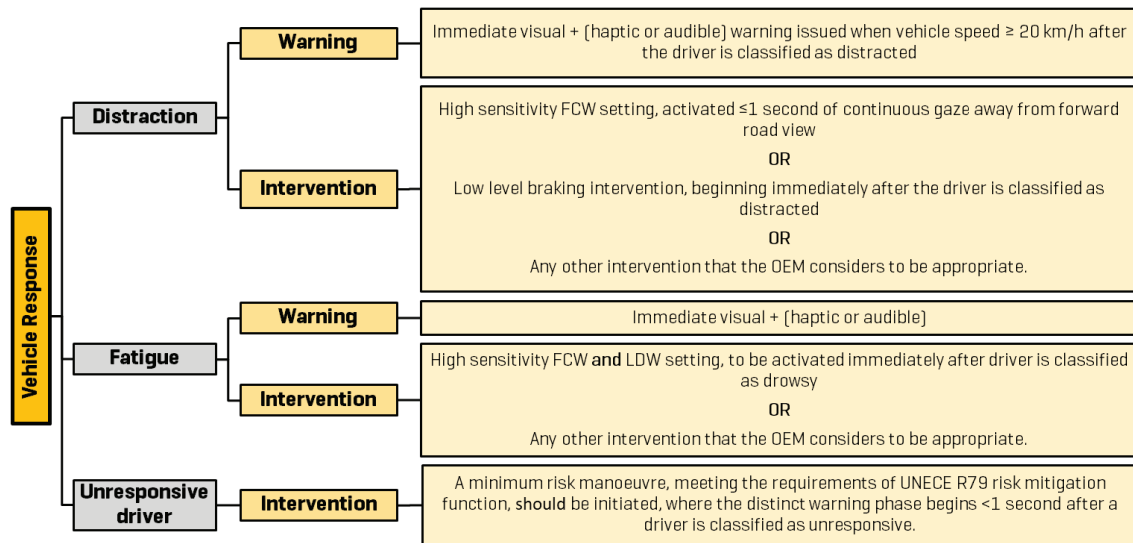 Vehicle Response
Distraction
Warning
Immediate visual + (haptic or audible) warning issued when vehicle speed ≥ 20 km/h after
the driver is classified as distracted
Intervention
High sensitivity FCW setting, activated ≤1 second of continuous gaze away from forward
road view
OR
Low level braking intervention, beginning immediately after the driver is classified as
distracted
OR
Any other intervention that the OEM considers to be appropriate.
Fatigue
Warning
Immediate visual + (haptic or audible)
Intervention
High sensitivity FCW and LDW setting, to be activated immediately after driver is classified
as drowsy
OR
Any other intervention that the OEM considers to be appropriate.
Unresponsive
driver
Intervention
A minimum risk manoeuvre, meeting the requirements of UNECE R79 risk mitigation
function, should be initiated, where the distinct warning phase begins <1 second after a
driver is classified as unresponsive.